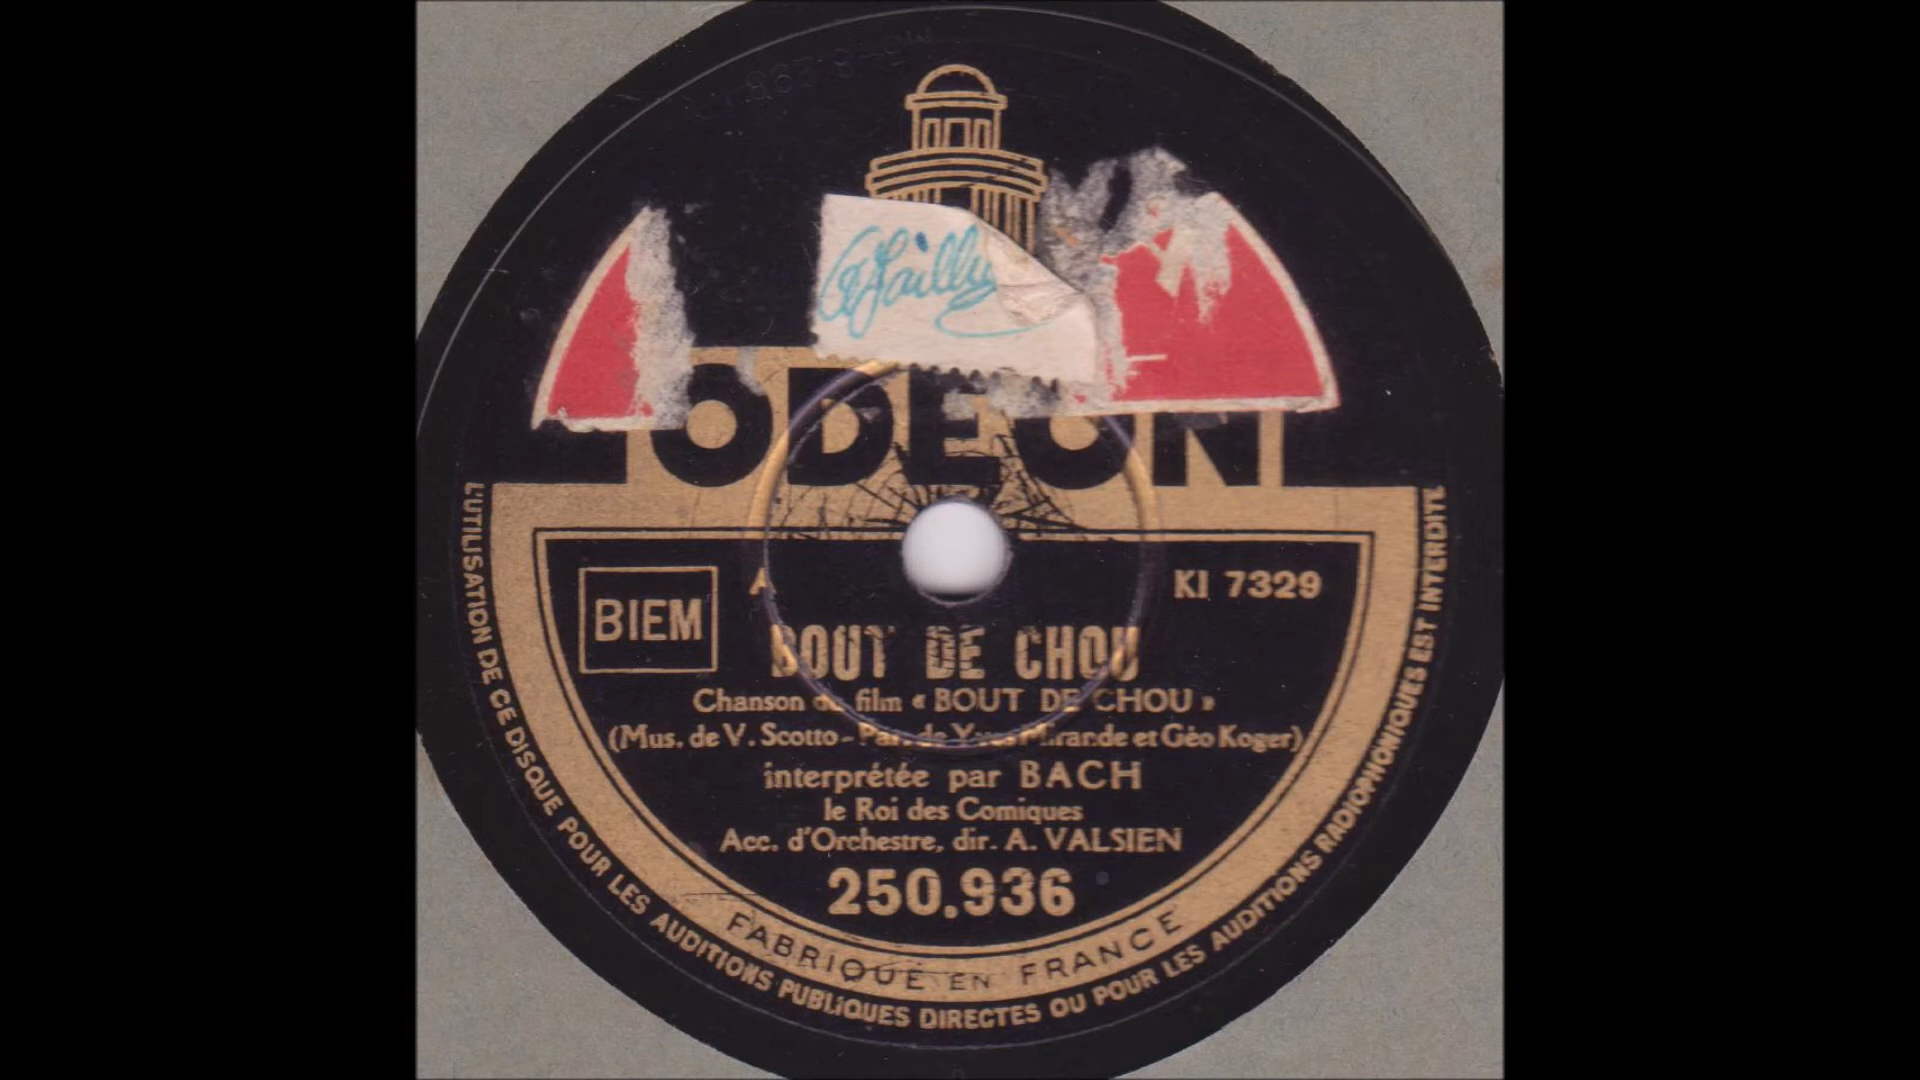 ODEON
BIEM
A
KI 7329
BOUT DE CHOU
Chanson du film « BOUT DE CHOU »
(Mus. de V. Scotto - Par. de Yves Mirande et Géo Koger)
interprétée par BACH
le Roi des Comiques
Acc. d'Orchestre, dir. A. VALSIEN
250.936
FABRIQUÉ EN FRANCE
L'UTILISATION DE CE DISQUE POUR LES AUDITIONS PUBLIQUES DIRECTES OU POUR LES AUDITIONS RADIOPHONIQUES EST INTERDITE